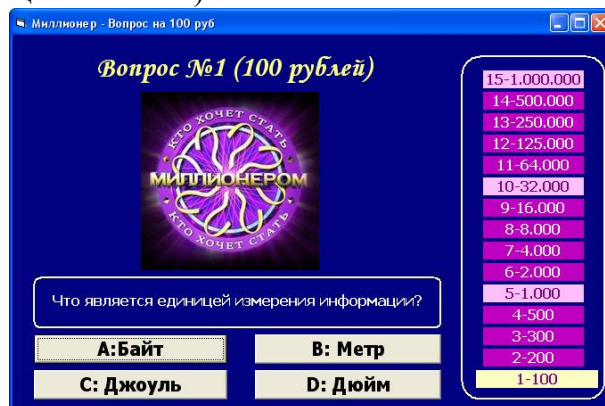 Миллионер - Вопрос на 100 руб
Вопрос №1 (100 рублей)
КТО ХОЧЕТ СТАТЬ
МИЛЛИОНЕРОМ
КТО ХОЧЕТ СТАТЬ
Что является единицей измерения информации?
A:Байт
B: Метр
C: Джоуль
D: Дюйм
15-1.000.000
14-500.000
13-250.000
12-125.000
11-64.000
10-32.000
9-16.000
8-8.000
7-4.000
6-2.000
5-1.000
4-500
3-300
2-200
1-100